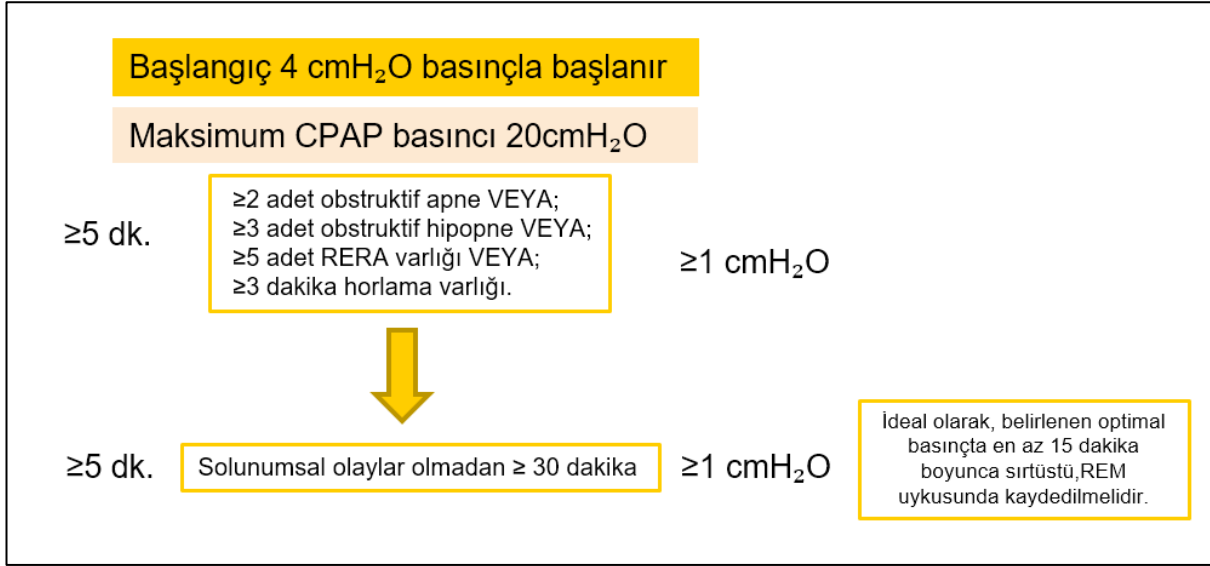 Başlangıç 4 cmH₂O basınçla başlanır
Maksimum CPAP basıncı 20cmH₂O
≥5 dk.
≥2 adet obstruktif apne VEYA;
≥3 adet obstruktif hipopne VEYA;
≥5 adet RERA varlığı VEYA;
≥3 dakika horlama varlığı.
≥1 cmH₂O
≥5 dk.
Solunumsal olaylar olmadan ≥ 30 dakika
≥1 cmH₂O
İdeal olarak, belirlenen optimal
basınçta en az 15 dakika
boyunca sırtüstü,REM
uykusunda kaydedilmelidir.